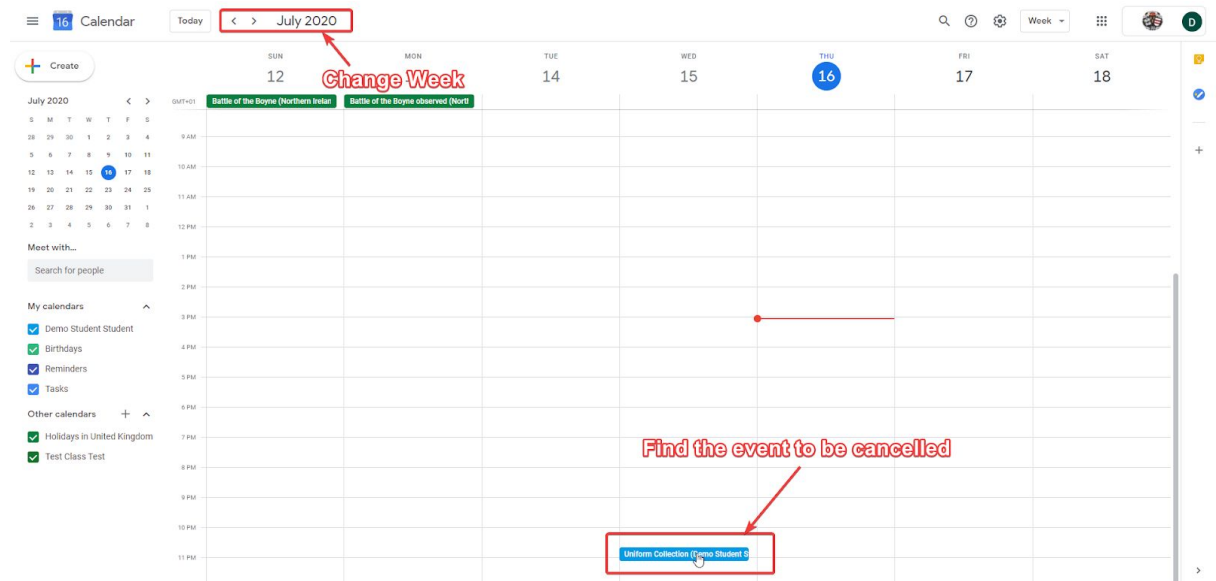 16 Calendar Today July 2020 Week D
Change Week
Create
SUN MON TUE WED THU FRI SAT
12 14 15 16 17 18
July 2020
GMT+01 Battle of the Boyne (Northern Irelan Battle of the Boyne observed (North
S M T W T F S
28 29 30 1 2 3 4
5 6 7 8 9 10 11
12 13 14 15 16 17 18
19 20 21 22 23 24 25
26 27 28 29 30 31 1
2 3 4 5 6 7 8
Meet with...
Search for people
My calendars
Demo Student Student
Birthdays
Reminders
Tasks
Other calendars
Holidays in United Kingdom
Test Class Test
9 AM
10 AM
11 AM
12 PM
1 PM
2 PM
3 PM
4 PM
5 PM
6 PM
7 PM
8 PM
9 PM
10 PM
11 PM
Find the event to be cancelled
Uniform Collection (Demo Student S